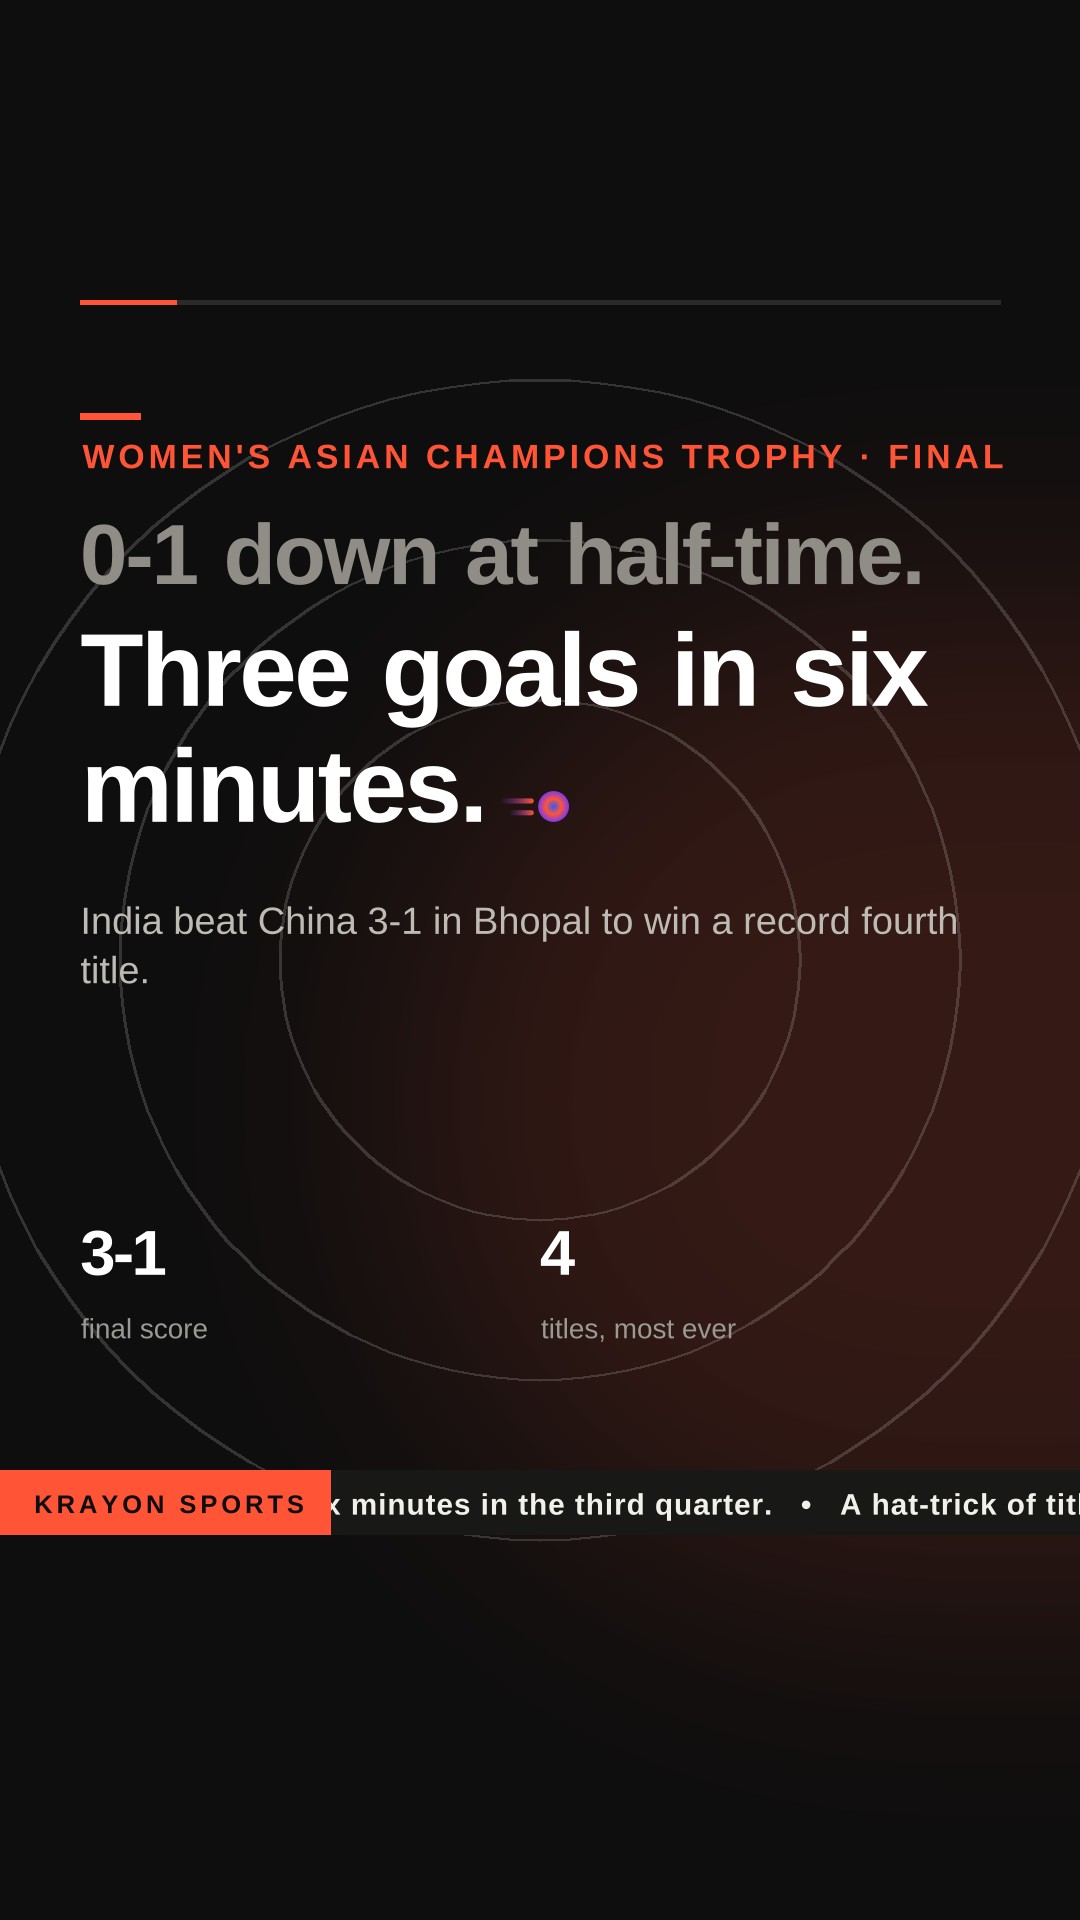 WOMEN'S ASIAN CHAMPIONS TROPHY · FINAL
0-1 down at half-time.
Three goals in six
minutes.
India beat China 3-1 in Bhopal to win a record fourth
title.
3-1
final score
4
titles, most ever
KRAYON SPORTS
minutes in the third quarter. • A hat-trick of